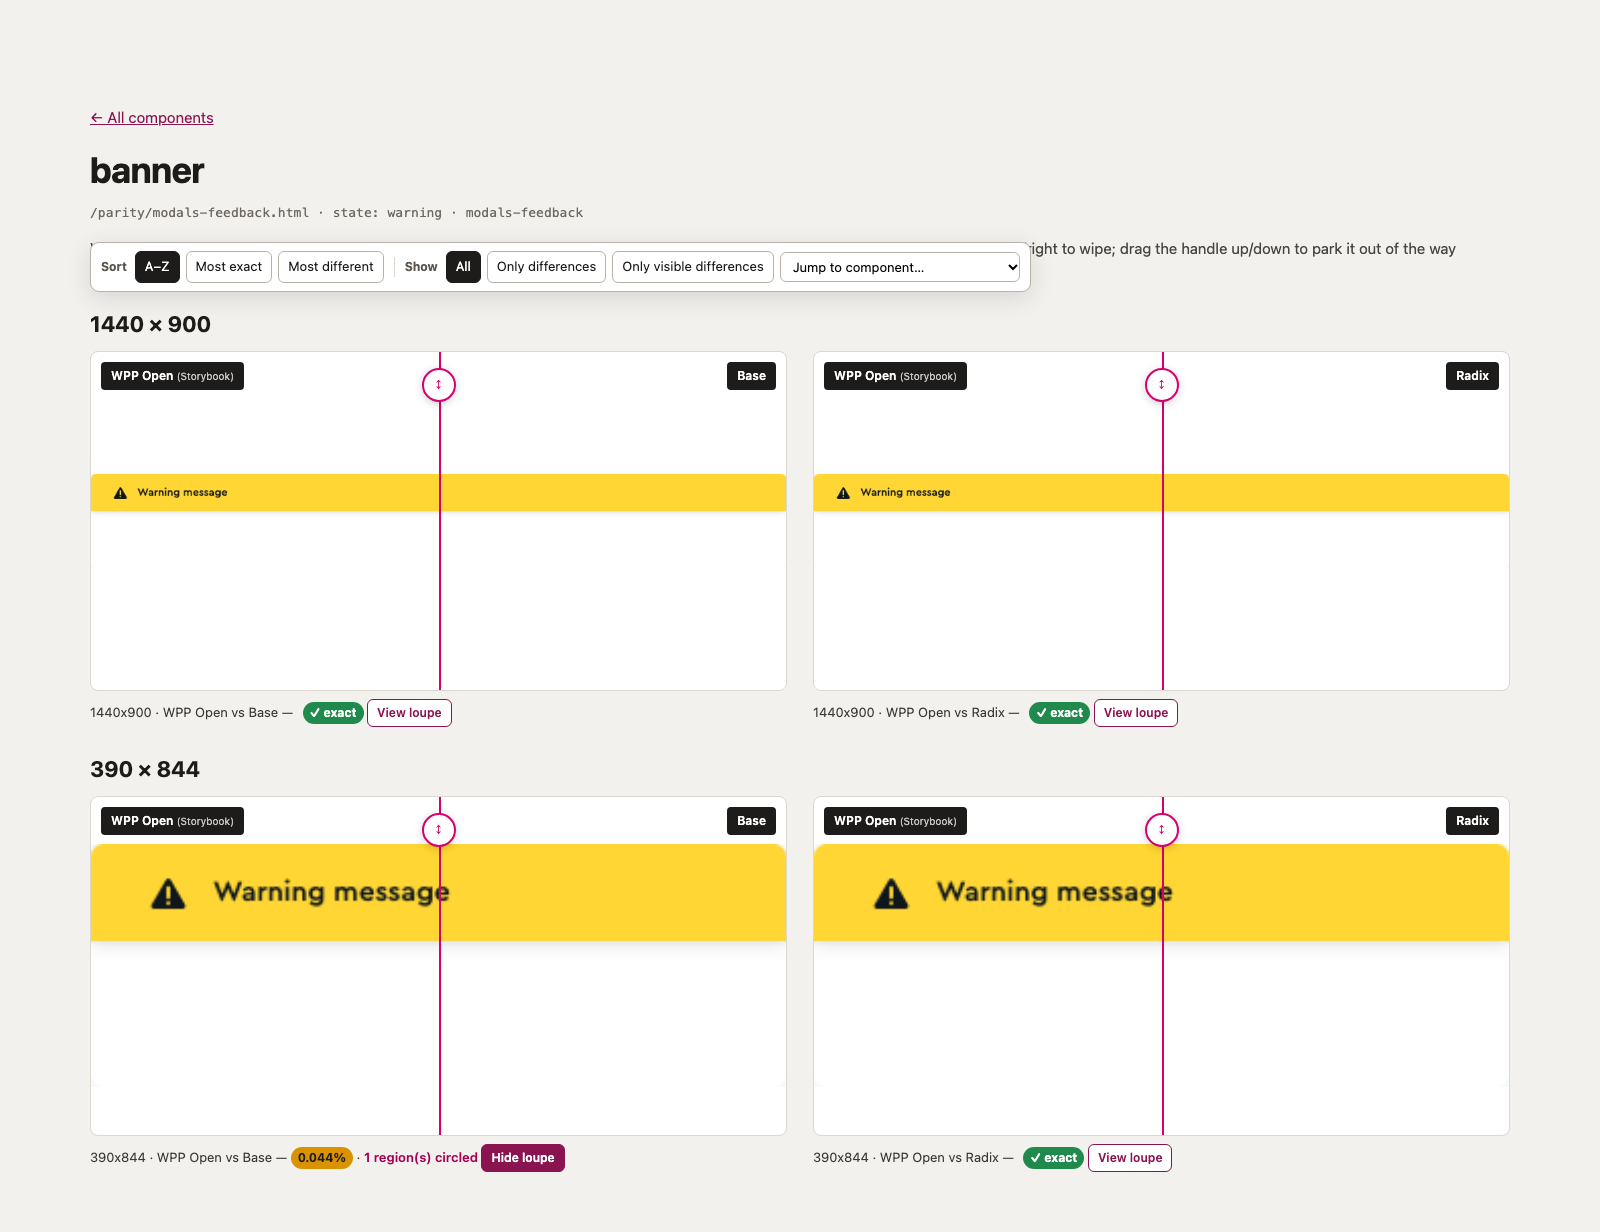 ← All components
banner
/parity/modals-feedback.html · state: warning · modals-feedback
right to wipe; drag the handle up/down to park it out of the way
Sort A–Z Most exact Most different Show All Only differences Only visible differences Jump to component...
1440 × 900
WPP Open (Storybook) Base
Warning message
1440x900 · WPP Open vs Base — ✓ exact View loupe
WPP Open (Storybook) Radix
Warning message
1440x900 · WPP Open vs Radix — ✓ exact View loupe
390 × 844
WPP Open (Storybook) Base
Warning message
390x844 · WPP Open vs Base — 0.044% · 1 region(s) circled Hide loupe
WPP Open (Storybook) Radix
Warning message
390x844 · WPP Open vs Radix — ✓ exact View loupe